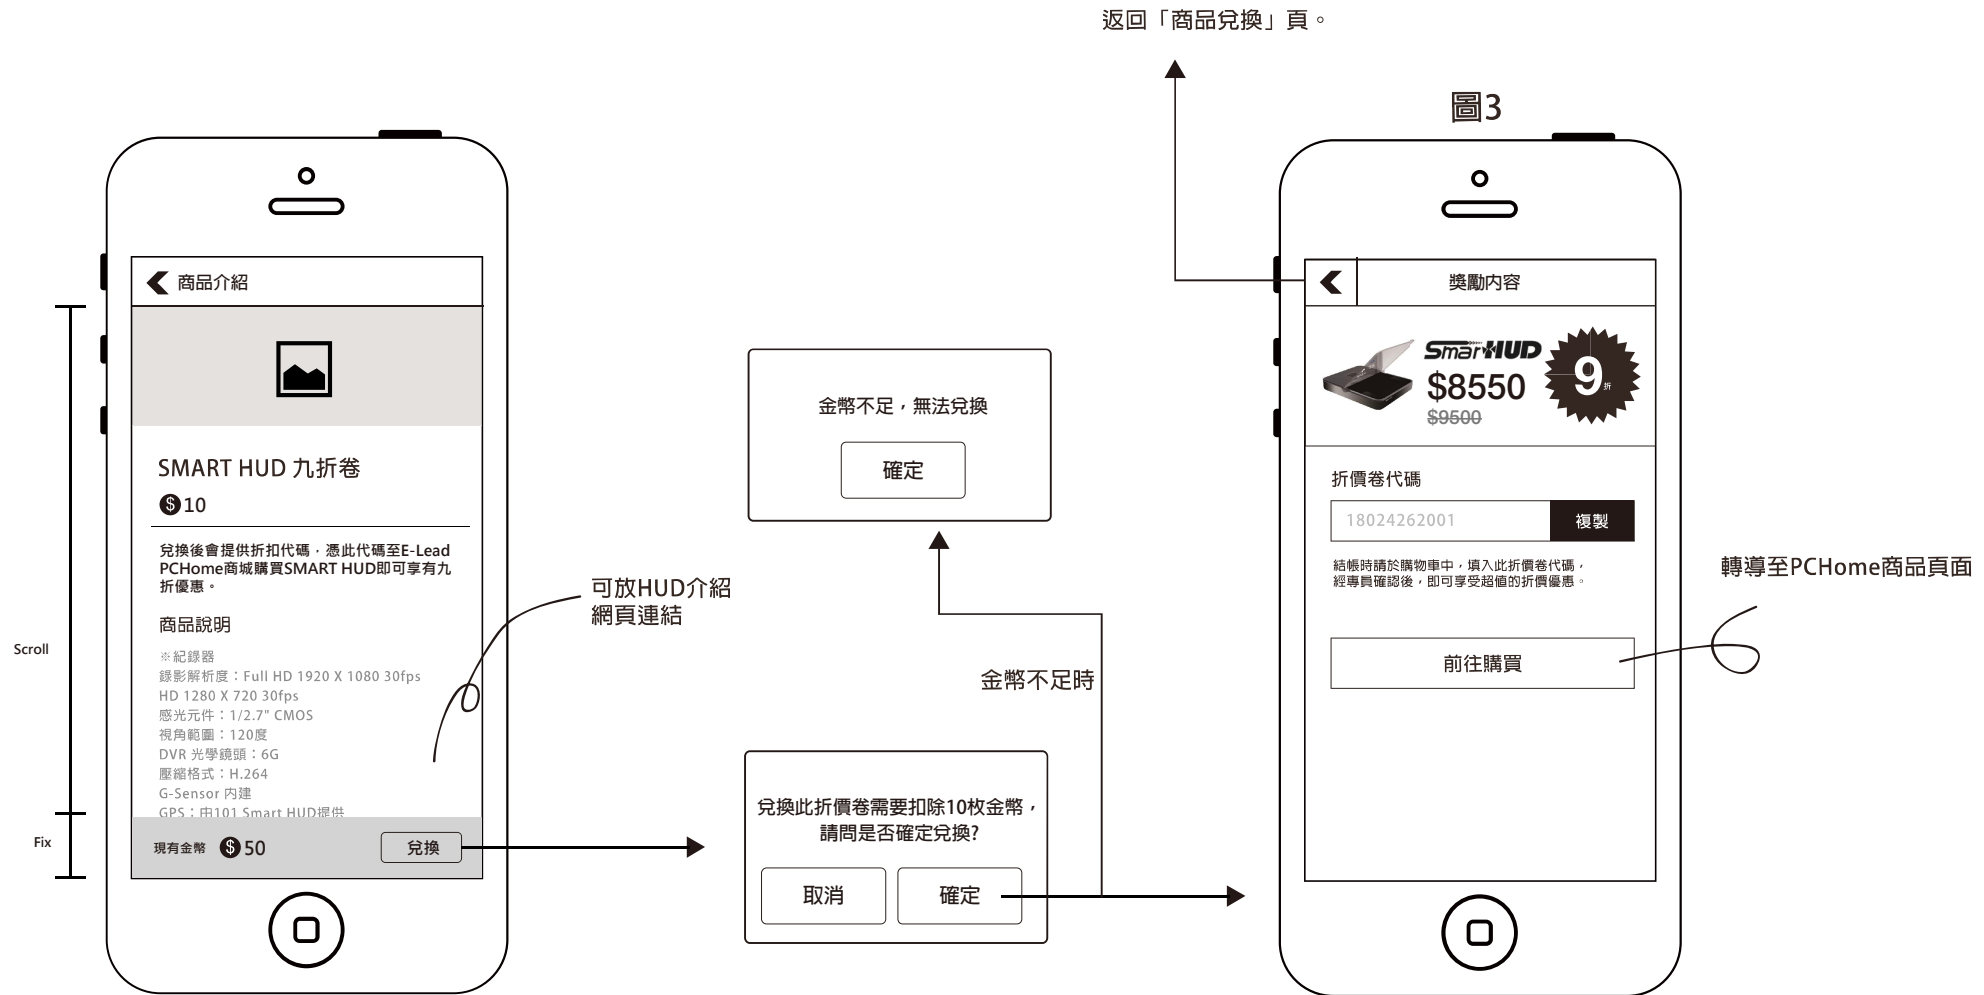 返回「商品兌換」頁。
圖3
商品介紹
SMART HUD 九折卷
$ 10
兌換後會提供折扣代碼，憑此代碼至E-Lead
PCHome商城購買SMART HUD即可享有九
折優惠。
商品說明
※紀錄器
錄影解析度：Full HD 1920 X 1080 30fps
HD 1280 X 720 30fps
感光元件：1/2.7" CMOS
視角範圍：120度
DVR 光學鏡頭：6G
壓縮格式：H.264
G-Sensor 內建
GPS：由101 Smart HUD提供
現有金幣 $ 50
兌換
Scroll
Fix
可放HUD介紹
網頁連結
金幣不足，無法兌換
確定
金幣不足時
兌換此折價卷需要扣除10枚金幣，
請問是否確定兌換?
取消
確定
獎勵內容
SmartHUD
$8550
$9500
9折
折價卷代碼
18024262001
複製
結帳時請於購物車中，填入此折價卷代碼，
經專員確認後，即可享受超值的折價優惠。
前往購買
轉導至PCHome商品頁面